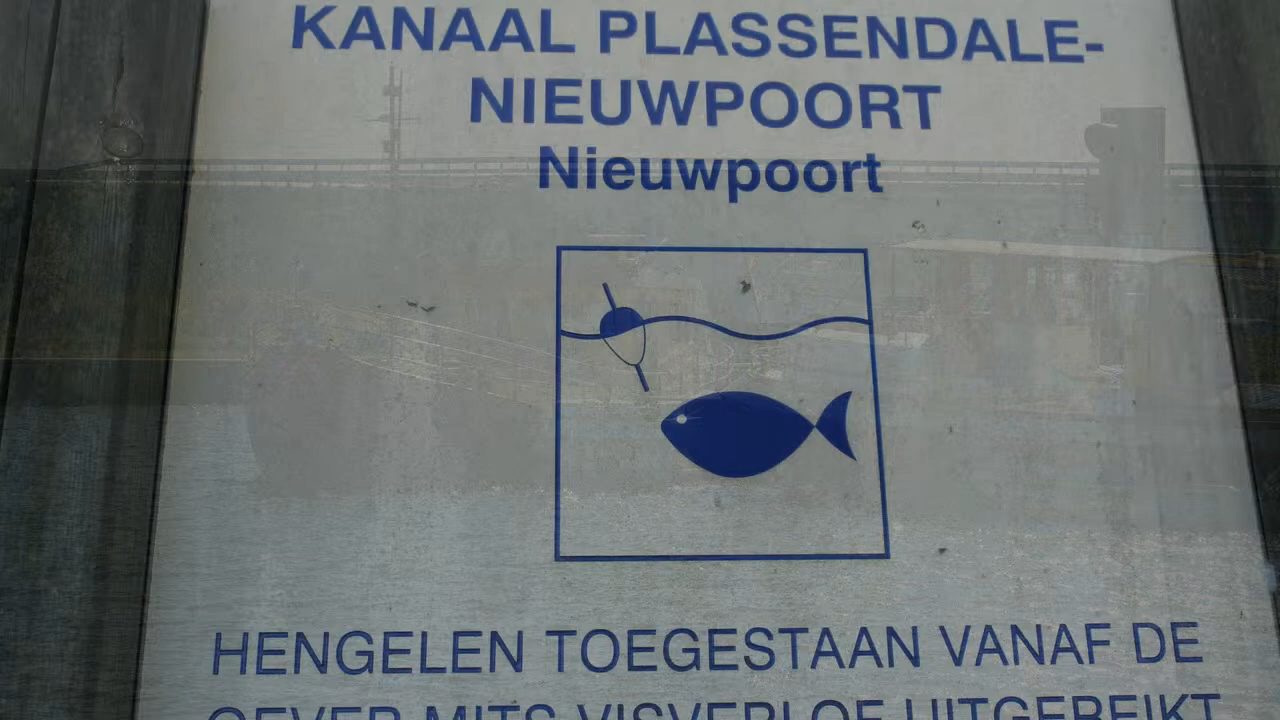 KANAAL PLASSENDALE-
NIEUWPOORT
Nieuwpoort
HENGELEN TOEGESTAAN VANAF DE
OEVER MITS VISVERLOF UITGEREIKT